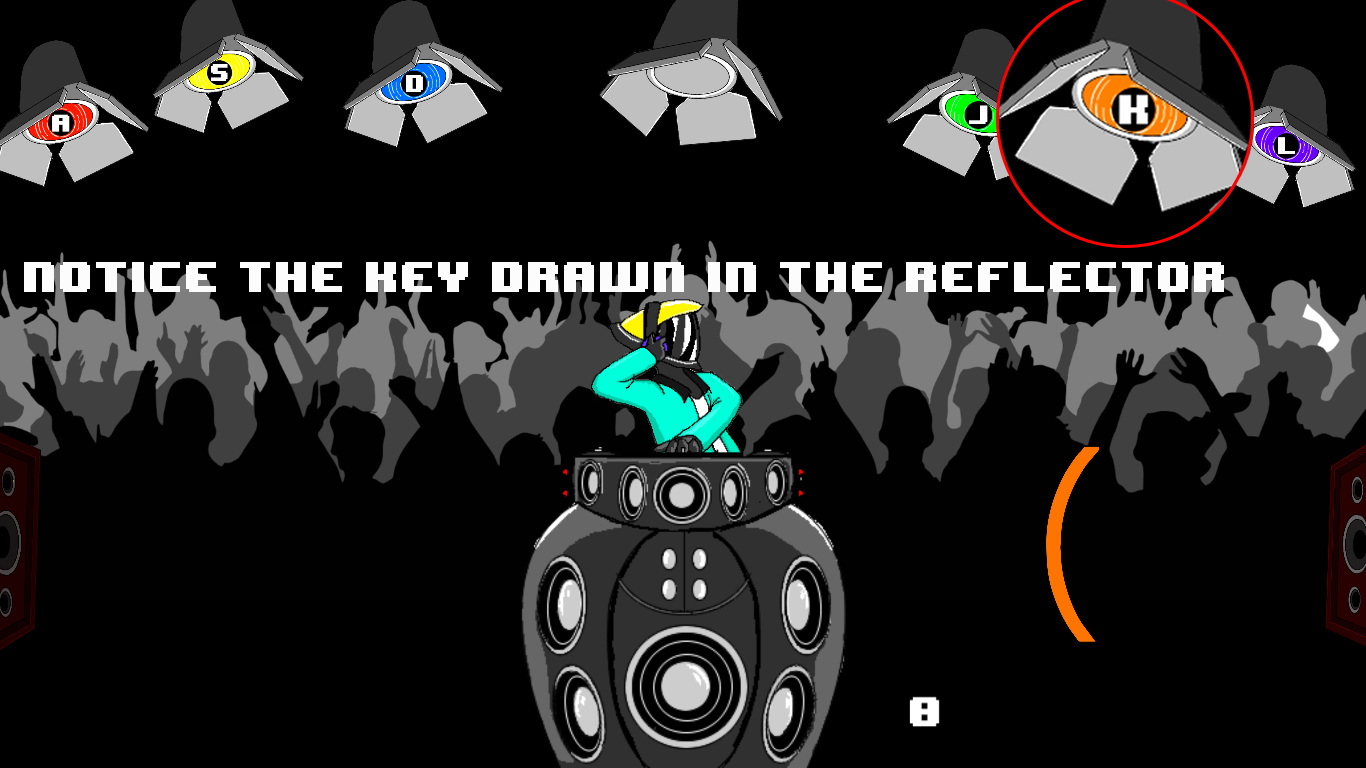 A
S
D
J
K
L
NOTICE THE KEY DRAWN IN THE REFLECTOR
8